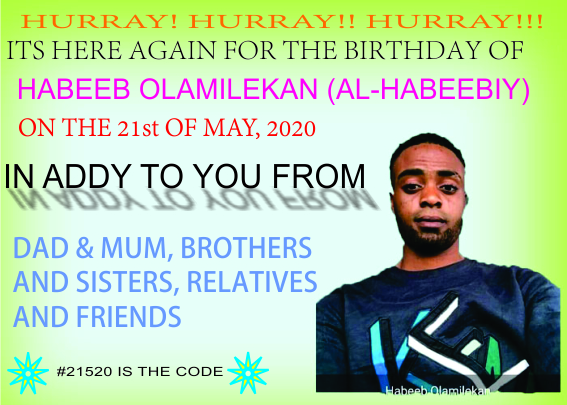 HURRAY! HURRAY!! HURRAY!!!
ITS HERE AGAIN FOR THE BIRTHDAY OF
HABEEB OLAMILEKAN (AL-HABEEBIY)
ON THE 21st OF MAY, 2020
IN ADDY TO YOU FROM
DAD & MUM, BROTHERS
AND SISTERS, RELATIVES
AND FRIENDS
#21520 IS THE CODE
Habeeb Olamilekan